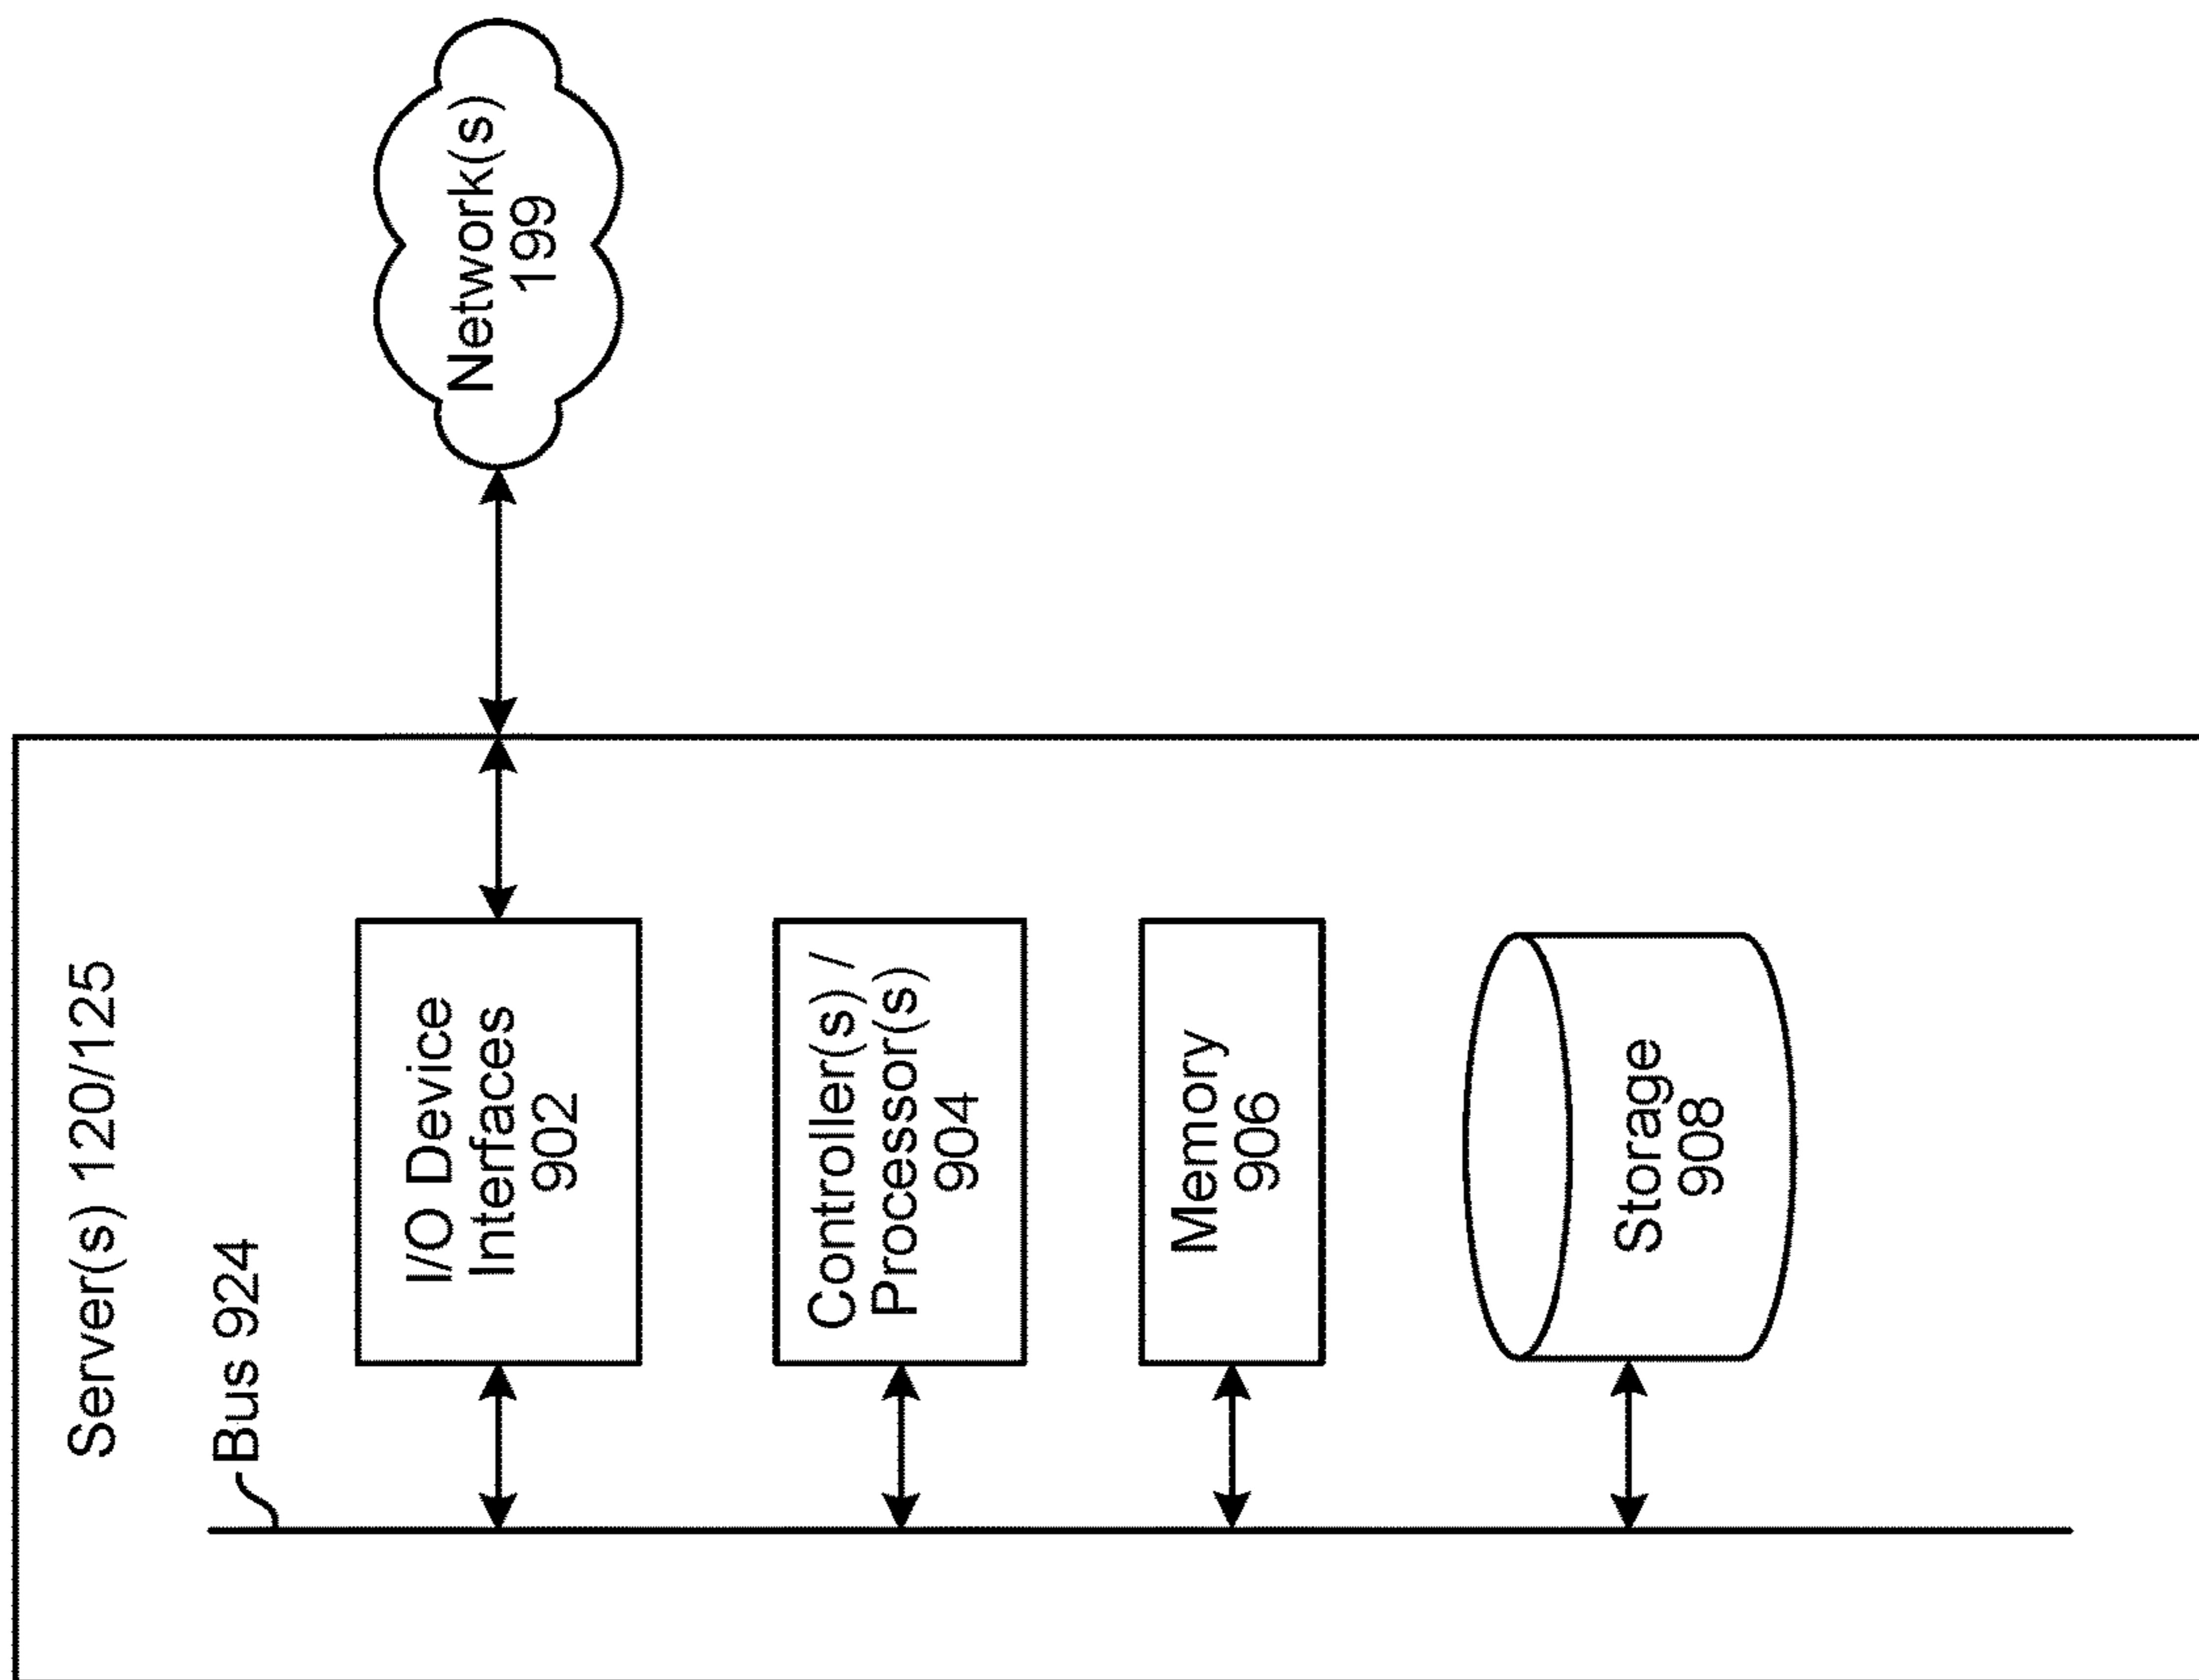 Server(s) 120/125
Bus 924
I/O Device
Interfaces
902
Controller(s) /
Processor(s)
904
Memory
906
Storage
908
Network(s)
199